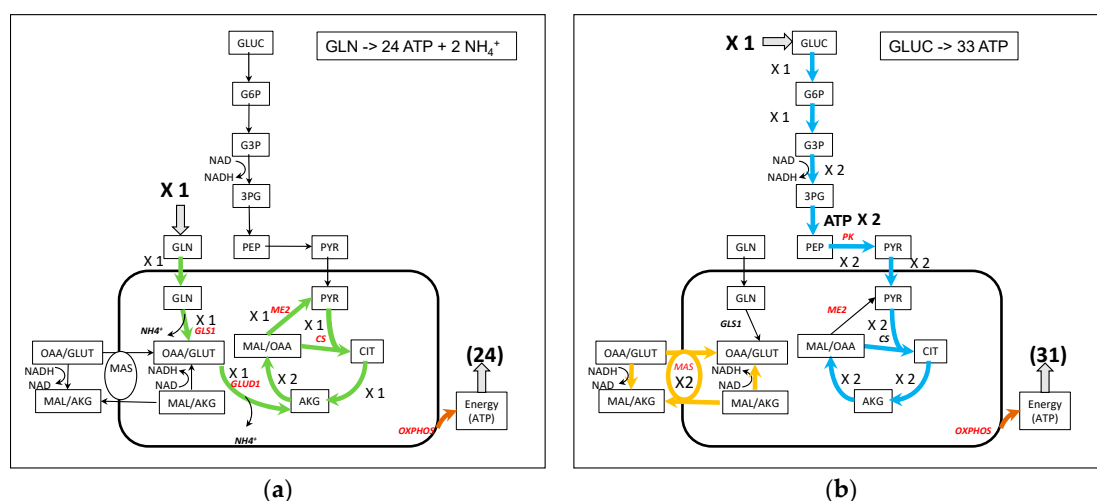 GLN -> 24 ATP + 2 NH₄⁺
GLUC
G6P
G3P
NAD
NADH
3PG
X 1
PEP
PYR
GLN
X 1
GLN
PYR
X 1
GLS1
NH4⁺
X 1
ME2
X 1
CS
OAA/GLUT
MAS
OAA/GLUT
MAL/OAA
CIT
NADH
NAD
NADH
NAD
X 1
GLUD1
X 2
X 1
MAL/AKG
MAL/AKG
AKG
NH4⁺
OXPHOS
(24)
Energy
(ATP)
(a)
GLUC -> 33 ATP
X 1
GLUC
X 1
G6P
X 1
G3P
NAD
NADH
X 2
3PG
ATP X 2
PEP
PK
PYR
X 2
X 2
GLN
GLN
GLS1
PYR
ME2
X 2
CS
OAA/GLUT
MAS
X2
OAA/GLUT
MAL/OAA
CIT
NADH
NAD
NADH
NAD
X 2
X 2
MAL/AKG
MAL/AKG
AKG
OXPHOS
(31)
Energy
(ATP)
(b)